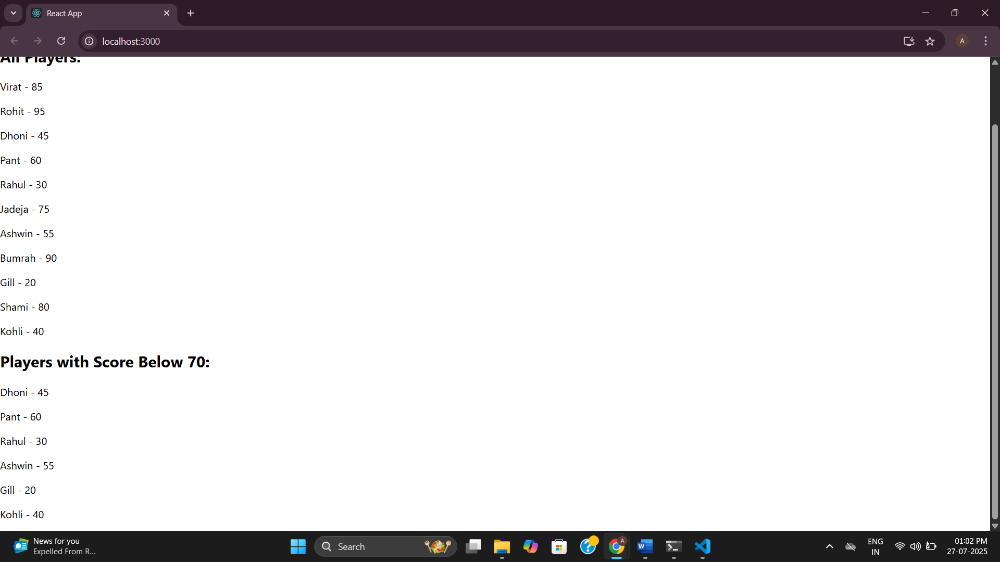 React App
localhost:3000
A
All Players:
Virat - 85
Rohit - 95
Dhoni - 45
Pant - 60
Rahul - 30
Jadeja - 75
Ashwin - 55
Bumrah - 90
Gill - 20
Shami - 80
Kohli - 40
Players with Score Below 70:
Dhoni - 45
Pant - 60
Rahul - 30
Ashwin - 55
Gill - 20
Kohli - 40
News for you
Expelled From R...
Search
A
W
ENG
IN
01:02 PM
27-07-2025